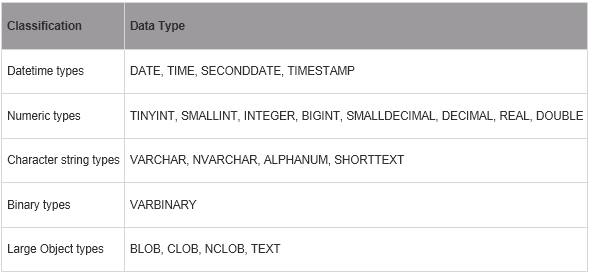 Classification Data Type
Datetime types DATE, TIME, SECONDDATE, TIMESTAMP
Numeric types TINYINT, SMALLINT, INTEGER, BIGINT, SMALLDECIMAL, DECIMAL, REAL, DOUBLE
Character string types VARCHAR, NVARCHAR, ALPHANUM, SHORTTEXT
Binary types VARBINARY
Large Object types BLOB, CLOB, NCLOB, TEXT